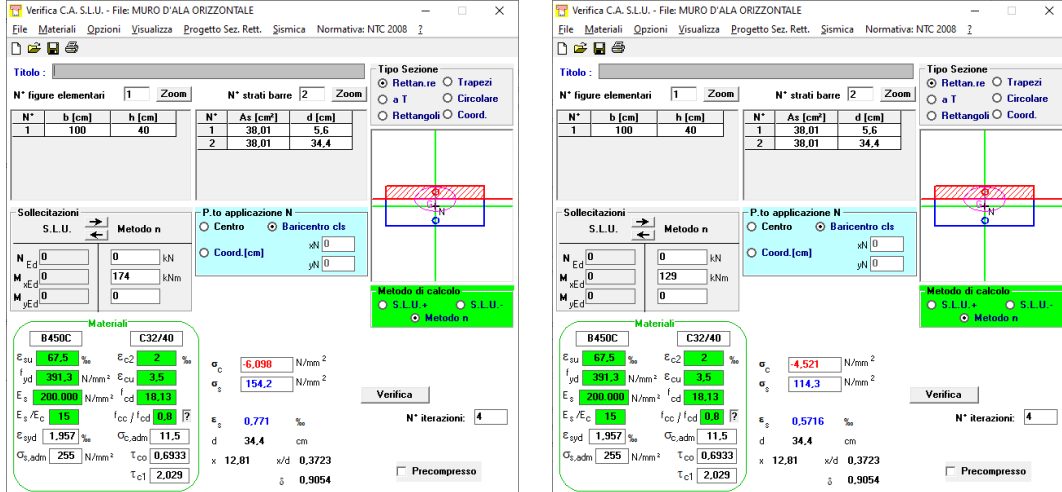 Verifica C.A. S.L.U. - File: MURO D'ALA ORIZZONTALE
File Materiali Opzioni Visualizza Progetto Sez. Rett. Sismica Normativa: NTC 2008 ?
Titolo :
N° figure elementari 1 Zoom N° strati barre 2 Zoom
N° b [cm] h [cm]
1 100 40
N° As [cm²] d [cm]
1 38,01 5,6
2 38,01 34,4
Tipo Sezione
Rettan.re Trapezi
a T Circolare
Rettangoli Coord.
G N
Sollecitazioni
S.L.U. Metodo n
N Ed 0 0 kN
M xEd 0 174 kNm
M yEd 0 0
P.to applicazione N
Centro Baricentro cls
Coord.[cm] xN 0
yN 0
Metodo di calcolo
S.L.U.+ S.L.U.-
Metodo n
Materiali
B450C C32/40
εsu 67,5 ‰ εc2 2 ‰
fyd 391,3 N/mm² εcu 3,5
Es 200.000 N/mm² fcd 18,13
Es /Ec 15 fcc / fcd 0,8 ?
εsyd 1,957 ‰ σc,adm 11,5
σs,adm 255 N/mm² τco 0,6933
τc1 2,029
σc -6,098 N/mm²
σs 154,2 N/mm²
εs 0,771 ‰
d 34,4 cm
x 12,81 x/d 0,3723
δ 0,9054
Verifica
N° iterazioni: 4
Precompresso
Verifica C.A. S.L.U. - File: MURO D'ALA ORIZZONTALE
File Materiali Opzioni Visualizza Progetto Sez. Rett. Sismica Normativa: NTC 2008 ?
Titolo :
N° figure elementari 1 Zoom N° strati barre 2 Zoom
N° b [cm] h [cm]
1 100 40
N° As [cm²] d [cm]
1 38,01 5,6
2 38,01 34,4
Tipo Sezione
Rettan.re Trapezi
a T Circolare
Rettangoli Coord.
G N
Sollecitazioni
S.L.U. Metodo n
N Ed 0 0 kN
M xEd 0 129 kNm
M yEd 0 0
P.to applicazione N
Centro Baricentro cls
Coord.[cm] xN 0
yN 0
Metodo di calcolo
S.L.U.+ S.L.U.-
Metodo n
Materiali
B450C C32/40
εsu 67,5 ‰ εc2 2 ‰
fyd 391,3 N/mm² εcu 3,5
Es 200.000 N/mm² fcd 18,13
Es /Ec 15 fcc / fcd 0,8 ?
εsyd 1,957 ‰ σc,adm 11,5
σs,adm 255 N/mm² τco 0,6933
τc1 2,029
σc -4,521 N/mm²
σs 114,3 N/mm²
εs 0,5716 ‰
d 34,4 cm
x 12,81 x/d 0,3723
δ 0,9054
Verifica
N° iterazioni: 4
Precompresso